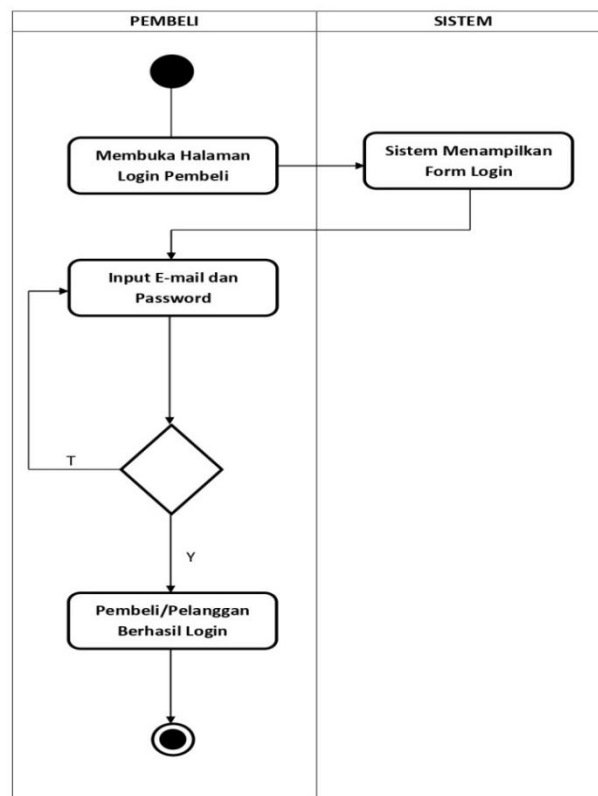 PEMBELI
SISTEM
Membuka Halaman
Login Pembeli
Sistem Menampilkan
Form Login
Input E-mail dan
Password
T
Y
Pembeli/Pelanggan
Berhasil Login